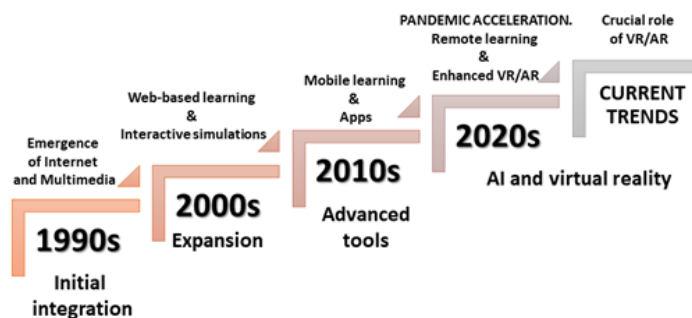 Emergence
of Internet
and Multimedia
1990s
Initial
integration
Web-based learning
&
Interactive simulations
2000s
Expansion
Mobile learning
&
Apps
2010s
Advanced
tools
PANDEMIC ACCELERATION.
Remote learning
&
Enhanced VR/AR
2020s
AI and virtual reality
Crucial role
of VR/AR
CURRENT
TRENDS